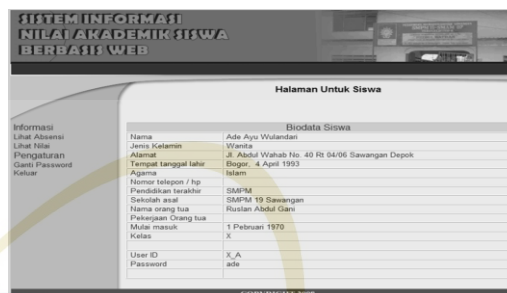 SISTEM INFORMASI
NILAI AKADEMIK SISWA
BERBASIS WEB
Halaman Untuk Siswa
Informasi
Lihat Absensi
Lihat Nilai
Pengaturan
Ganti Password
Keluar
Biodata Siswa
Nama Ade Ayu Wulandari
Jenis Kelamin Wanita
Alamat Jl. Abdul Wahab No. 40 Rt 04/06 Sawangan Depok
Tempat tanggal lahir Bogor, 4 April 1993
Agama Islam
Nomor telepon / hp
Pendidikan terakhir SMPM
Sekolah asal SMPM 19 Sawangan
Nama orang tua Ruslan Abdul Gani
Pekerjaan Orang tua
Mulai masuk 1 Pebruari 1970
Kelas X
User ID X_A
Password ade